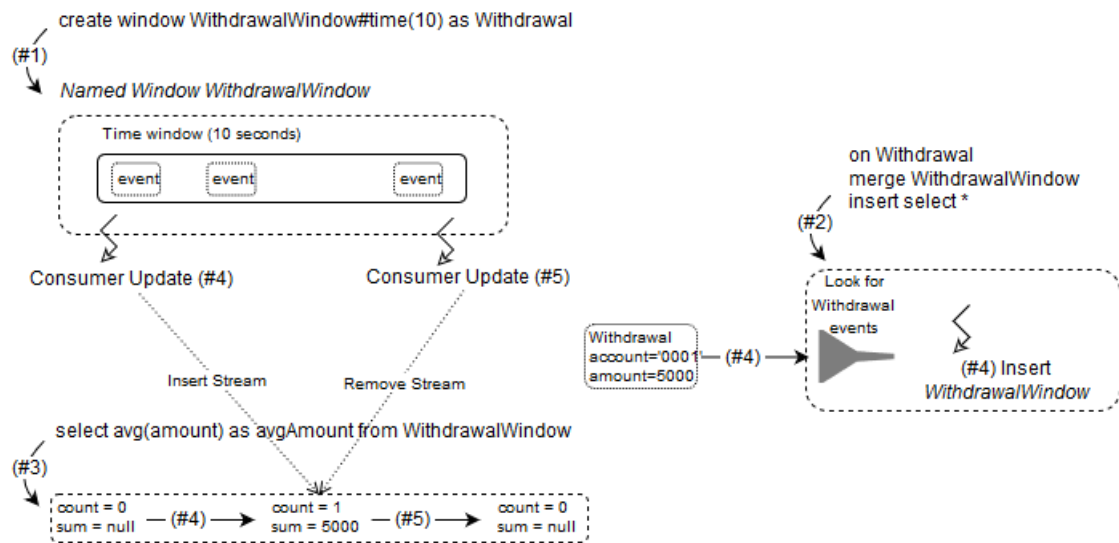 create window WithdrawalWindow#time(10) as Withdrawal
(#1)
Named Window WithdrawalWindow
Time window (10 seconds)
event event event
Consumer Update (#4) Consumer Update (#5)
Insert Stream Remove Stream
select avg(amount) as avgAmount from WithdrawalWindow
(#3)
count = 0
sum = null
(#4)
count = 1
sum = 5000
(#5)
count = 0
sum = null
on Withdrawal
merge WithdrawalWindow
insert select *
(#2)
Look for
Withdrawal
events
Withdrawal
account='0001'
amount=5000
(#4)
(#4) Insert
WithdrawalWindow